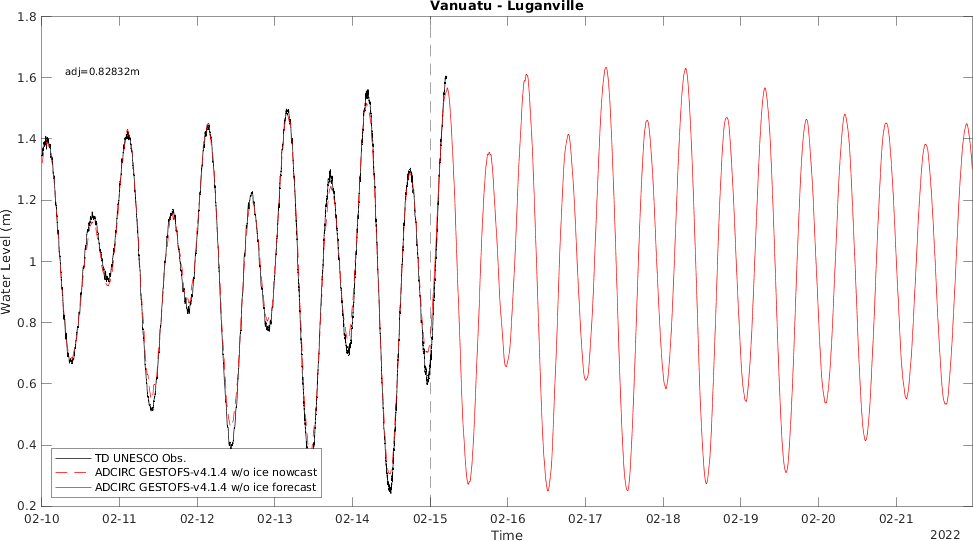 Vanuatu - Luganville
adj=0.82832m
Water Level (m)
1.8
1.6
1.4
1.2
1
0.8
0.6
0.4
0.2
TD UNESCO Obs.
ADCIRC GESTOFS-v4.1.4 w/o ice nowcast
ADCIRC GESTOFS-v4.1.4 w/o ice forecast
02-10 02-11 02-12 02-13 02-14 02-15 02-16 02-17 02-18 02-19 02-20 02-21
Time
2022